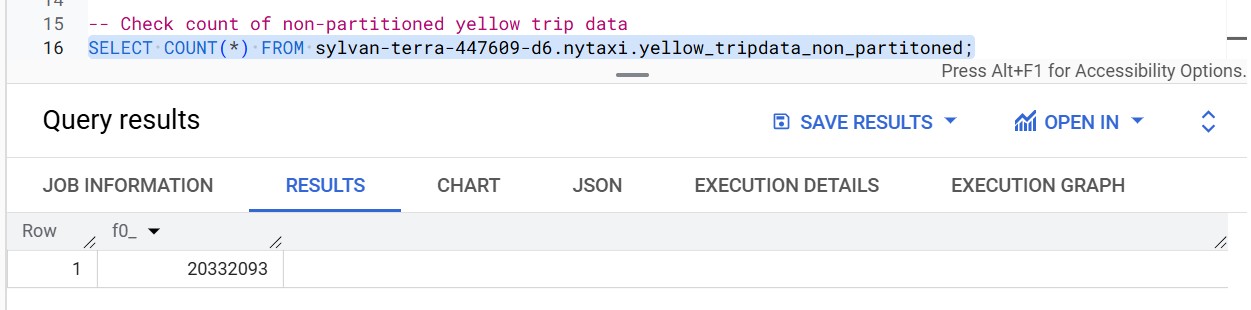 14
15 -- Check count of non-partitioned yellow trip data
16 SELECT COUNT(*) FROM sylvan-terra-447609-d6.nytaxi.yellow_tripdata_non_partitoned;
Press Alt+F1 for Accessibility Options.
Query results
SAVE RESULTS
OPEN IN
JOB INFORMATION RESULTS CHART JSON EXECUTION DETAILS EXECUTION GRAPH
Row f0_
1 20332093